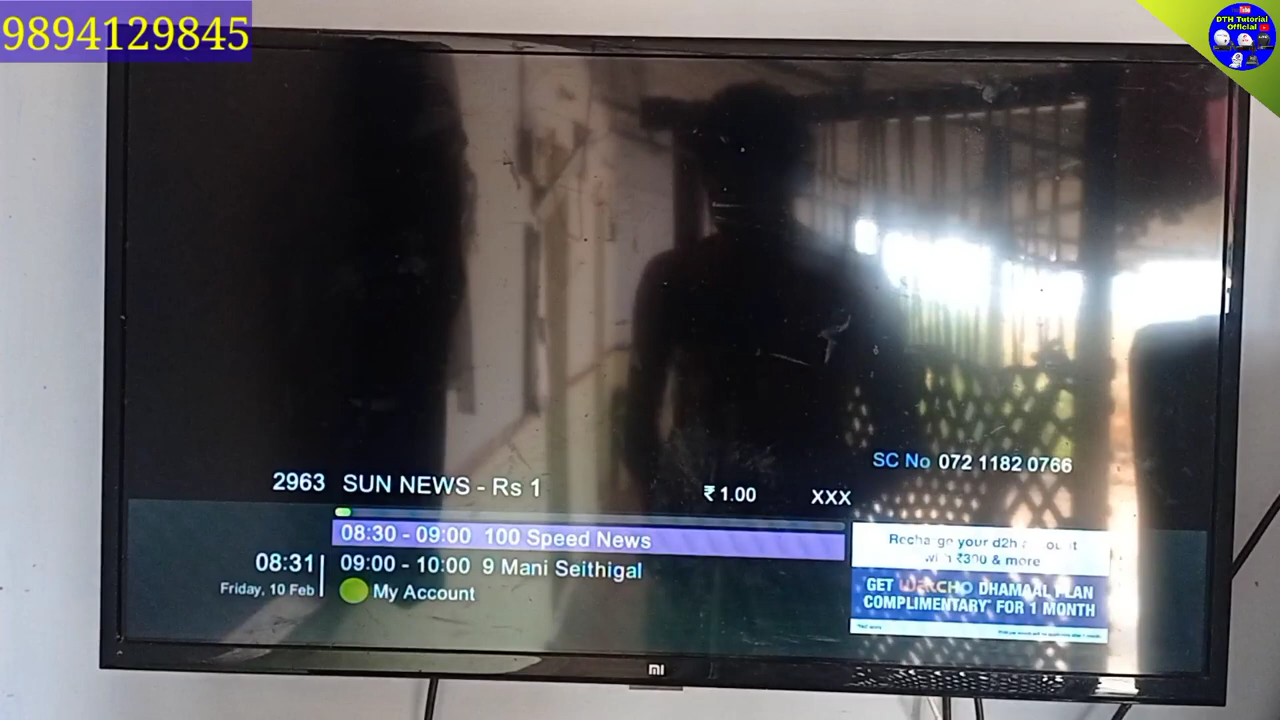 9894129845
DTH Tutorial
Official
SC No 072 1182 0766
2963 SUN NEWS - Rs 1 ₹ 1.00 XXX
08:30 - 09:00 100 Speed News
08:31 09:00 - 10:00 9 Mani Seithigal
Friday, 10 Feb My Account
Recharge your d2h account
with ₹300 & more
GET WATCHO DHAMAAL PLAN
COMPLIMENTARY* FOR 1 MONTH
mi